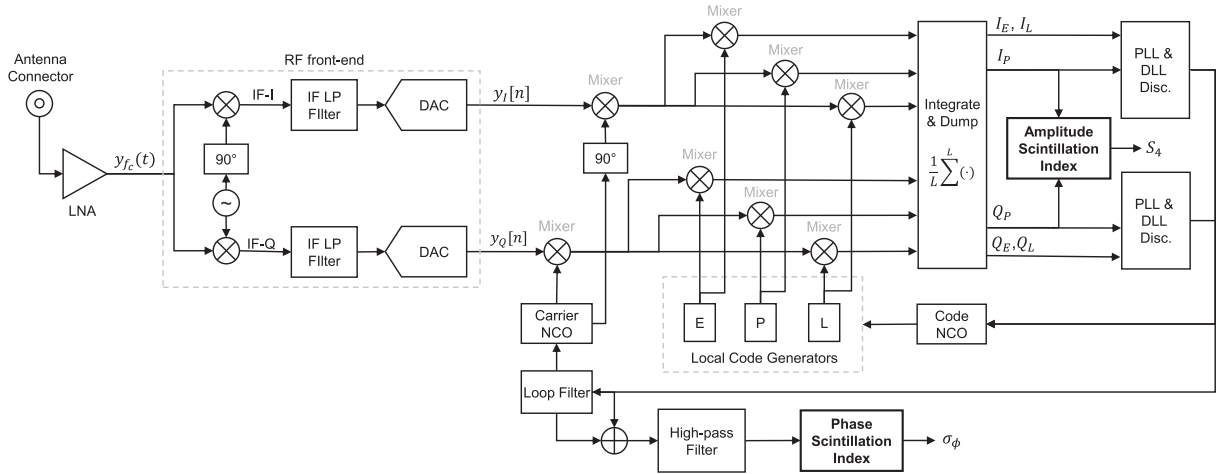 Mixer
Mixer
Mixer
Mixer
Mixer
Mixer
Mixer
Mixer
Antenna
Connector
RF front-end
IF-I
IF LP
FIlter
DAC
y_I[n]
90°
90°
y_{f_c}(t)
LNA
~
IF-Q
IF LP
FIlter
DAC
y_Q[n]
Integrate
& Dump
\frac{1}{L}\sum^{L}(\cdot)
I_E, I_L
I_P
PLL &
DLL
Disc.
Amplitude
Scintillation
Index
S_4
Q_P
Q_E, Q_L
PLL &
DLL
Disc.
Carrier
NCO
E
P
L
Local Code Generators
Code
NCO
Loop Filter
High-pass
Filter
Phase
Scintillation
Index
σ_ϕ